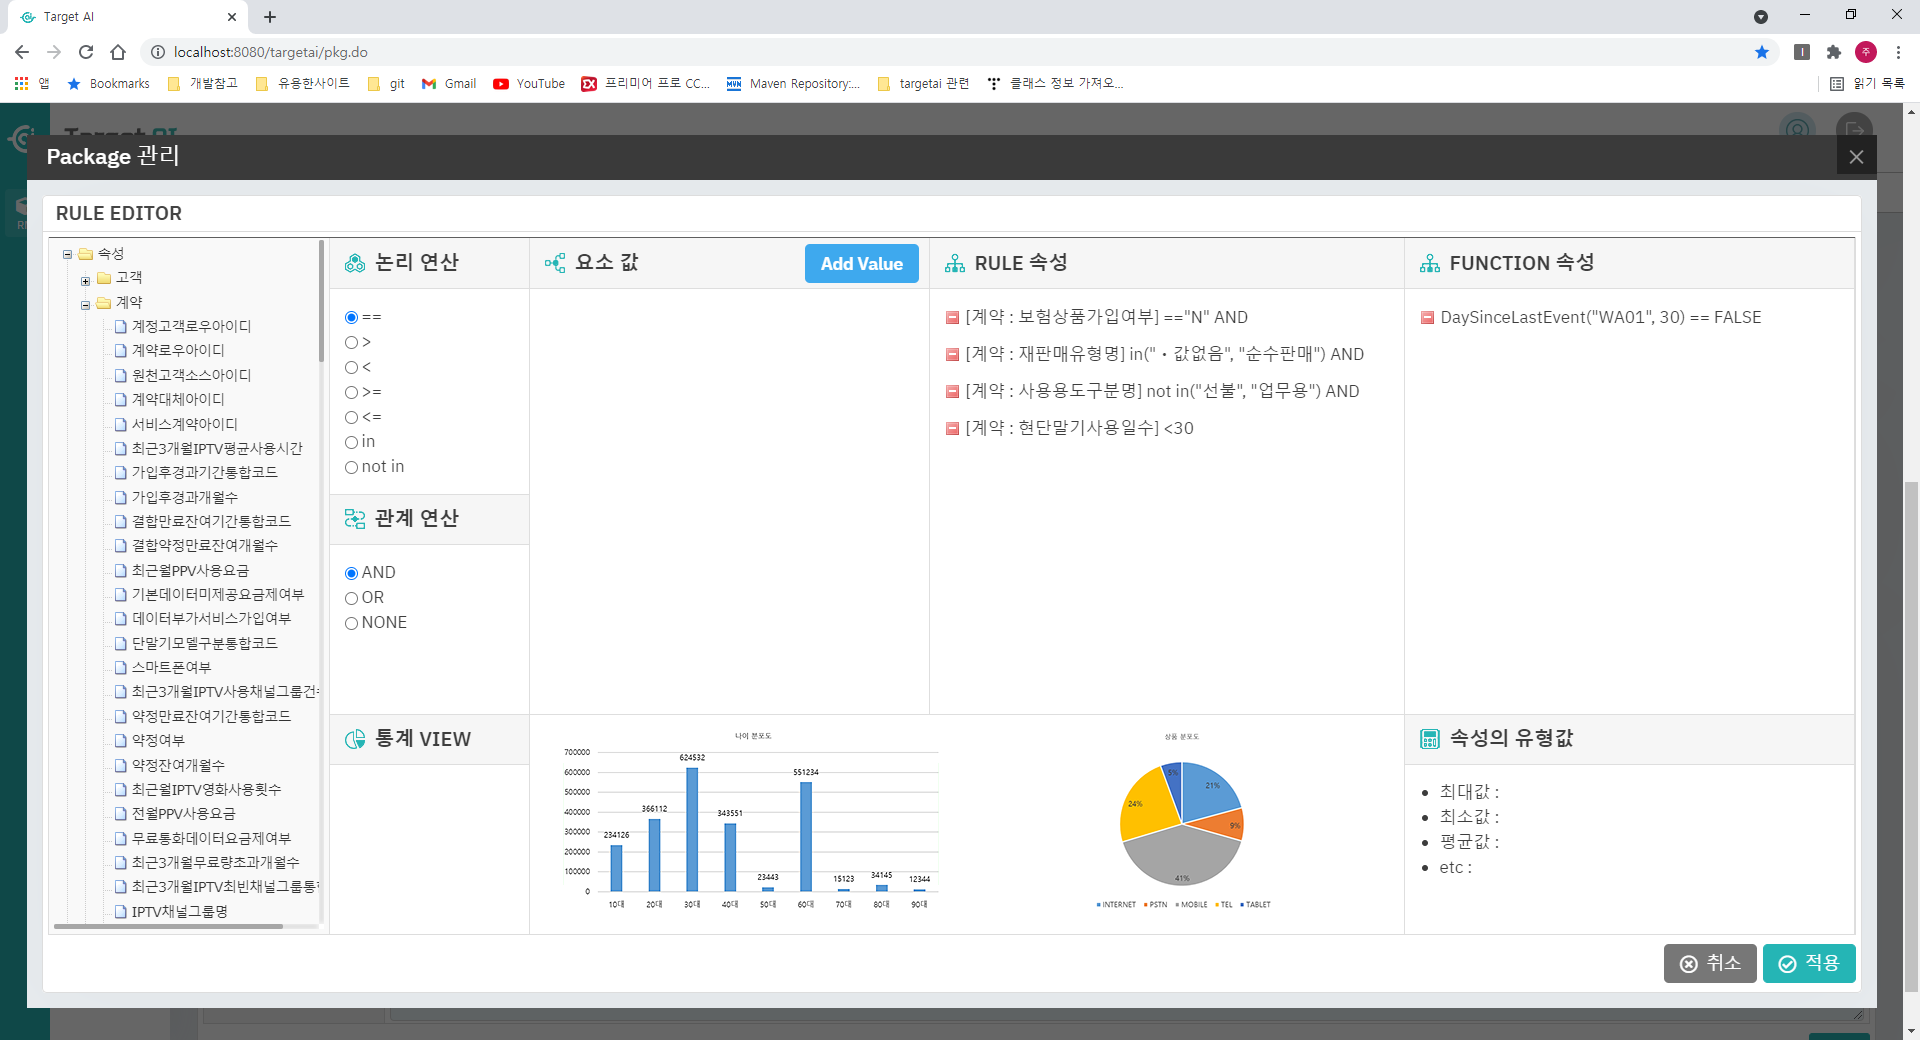 Target AI
localhost:8080/targetai/pkg.do
주
앱
Bookmarks
개발참고
유용한사이트
git
Gmail
YouTube
프리미어 프로 CC...
Maven Repository:...
targetai 관련
클래스 정보 가져오...
읽기 목록
Target AI
Package 관리
RULE EDITOR
속성
고객
계약
계정고객로우아이디
계약로우아이디
원천고객소스아이디
계약대체아이디
서비스계약아이디
최근3개월IPTV평균사용시간
가입후경과기간통합코드
가입후경과개월수
결합만료잔여기간통합코드
결합약정만료잔여개월수
최근월PPV사용요금
기본데이터미제공요금제여부
데이터부가서비스가입여부
단말기모델구분통합코드
스마트폰여부
최근3개월IPTV사용채널그룹건수
약정만료잔여기간통합코드
약정여부
약정잔여개월수
최근월IPTV영화사용횟수
전월PPV사용요금
무료통화데이터요금제여부
최근3개월무료량초과개월수
최근3개월IPTV최빈채널그룹통합
IPTV채널그룹명
논리 연산
==
>
<
>=
<=
in
not in
관계 연산
AND
OR
NONE
통계 VIEW
요소 값
Add Value
RULE 속성
[계약 : 보험상품가입여부] =="N" AND
[계약 : 재판매유형명] in("・값없음", "순수판매") AND
[계약 : 사용용도구분명] not in("선불", "업무용") AND
[계약 : 현단말기사용일수] <30
FUNCTION 속성
DaySinceLastEvent("WA01", 30) == FALSE
나이 분포도
700000
600000
500000
400000
300000
200000
100000
0
234126
366112
624532
343551
23443
551234
15123
34145
12344
10대
20대
30대
40대
50대
60대
70대
80대
90대
상품 분포도
5%
21%
24%
9%
41%
INTERNET PSTN MOBILE TEL TABLET
속성의 유형값
최대값 :
최소값 :
평균값 :
etc :
취소
적용